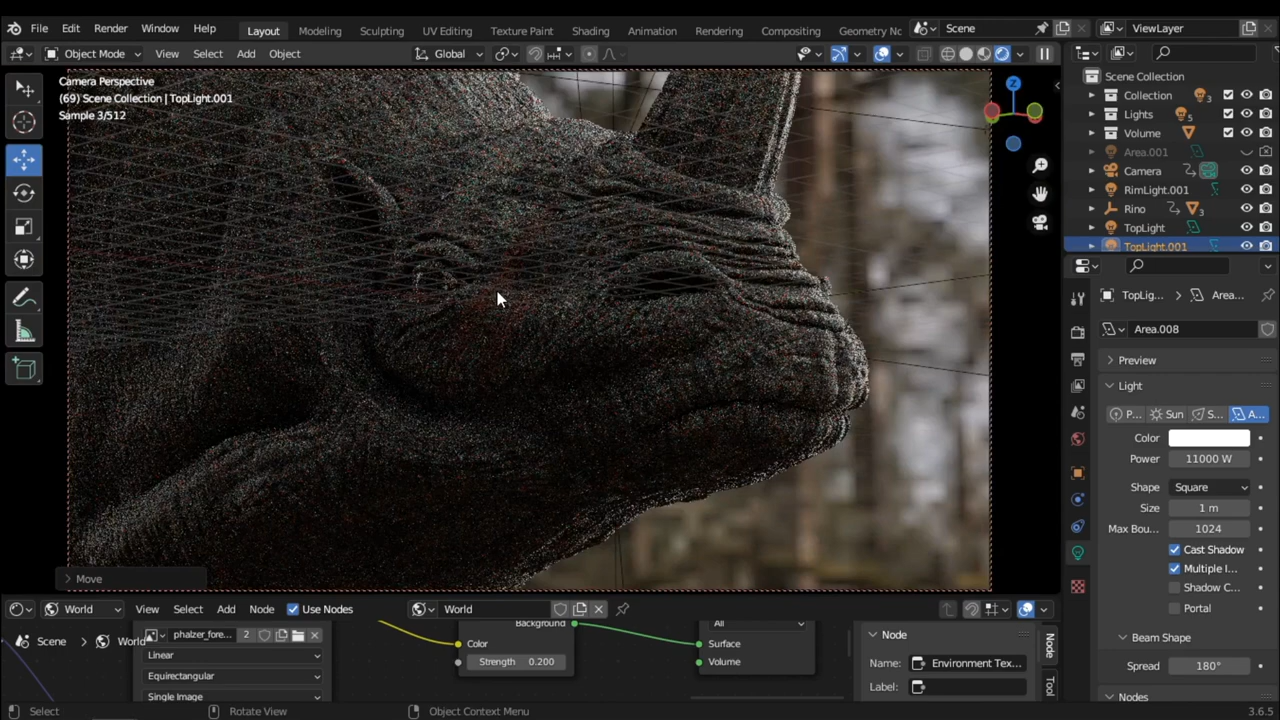 File Edit Render Window Help Layout Modeling Sculpting UV Editing Texture Paint Shading Animation Rendering Compositing Geometry Nc Scene ViewLayer
Object Mode View Select Add Object Global
Camera Perspective
(69) Scene Collection | TopLight.001
Sample 3/512
Z
Move
Scene Collection
Collection 3
Lights 5
Volume
Area.001
Camera
RimLight.001
Rino 3
TopLight
TopLight.001
TopLig... Area...
Area.008
Preview
Light
P... Sun S... A...
Color
Power 11000 W
Shape Square
Size 1 m
Max Bou... 1024
Cast Shadow
Multiple I...
Shadow C...
Portal
Beam Shape
Spread 180°
Nodes
World View Select Add Node Use Nodes World
Scene World
phalzer_fore... 2
Linear
Equirectangular
Single Image
Background
Color
Strength 0.200
All
Surface
Volume
Node
Name: Environment Tex...
Label:
Node
Tool
Select Rotate View Object Context Menu 3.6.5